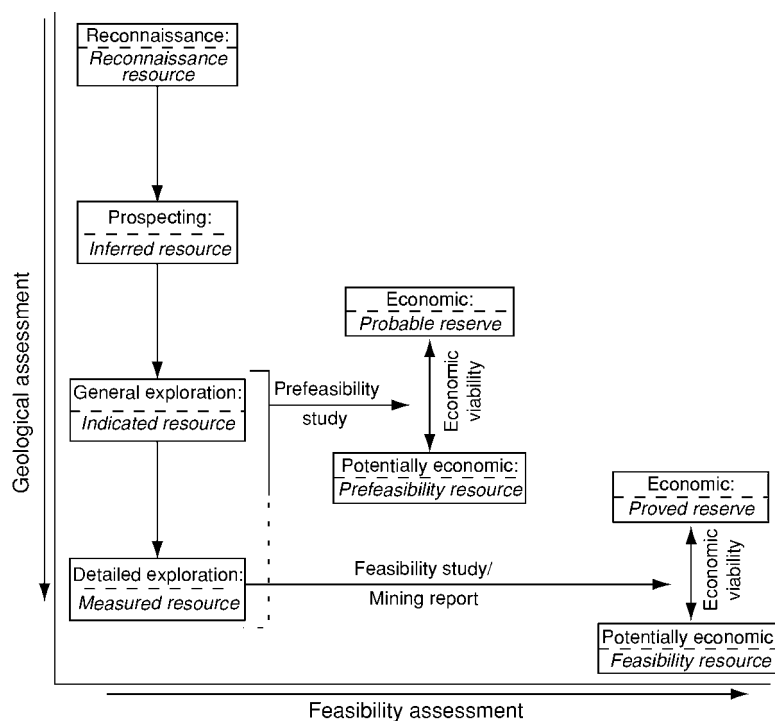 Reconnaissance:
Reconnaissance
resource
Prospecting:
Inferred resource
Economic:
Probable reserve
General exploration:
Indicated resource
Prefeasibility
study
Economic
viability
Potentially economic:
Prefeasibility resource
Economic:
Proved reserve
Detailed exploration:
Measured resource
Feasibility study/
Mining report
Economic
viability
Potentially economic:
Feasibility resource
Geological assessment
Feasibility assessment